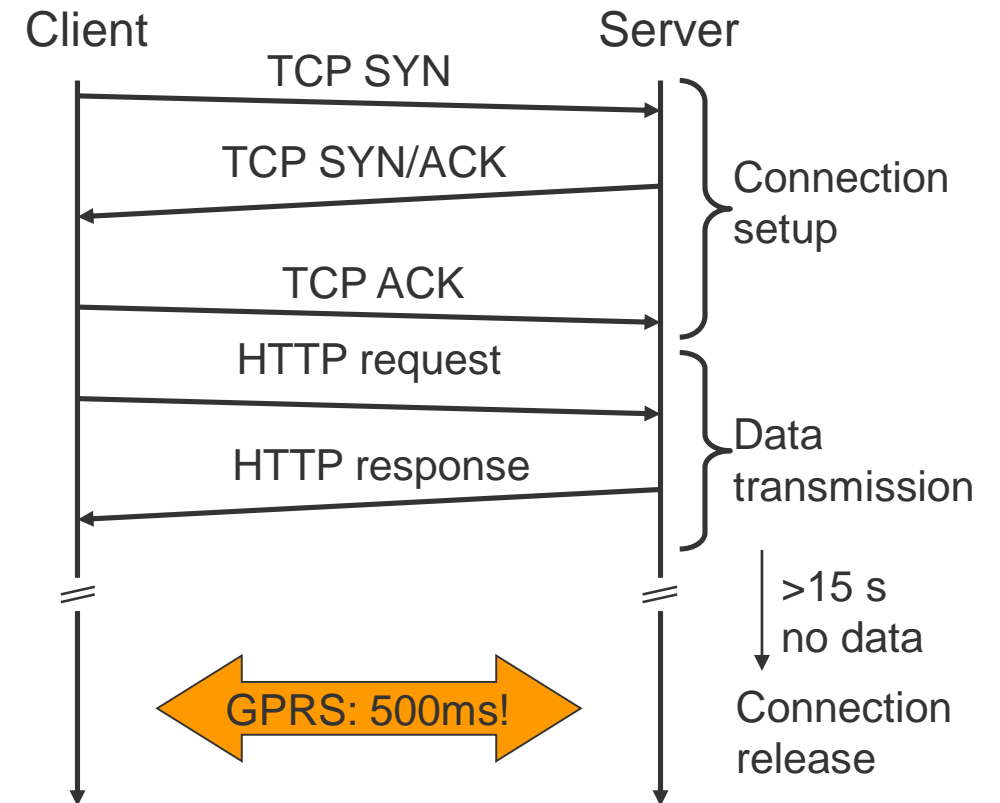 Client
Server
TCP SYN
TCP SYN/ACK
Connection
setup
TCP ACK
HTTP request
Data
transmission
HTTP response
>15 s
no data
GPRS: 500ms!
Connection
release